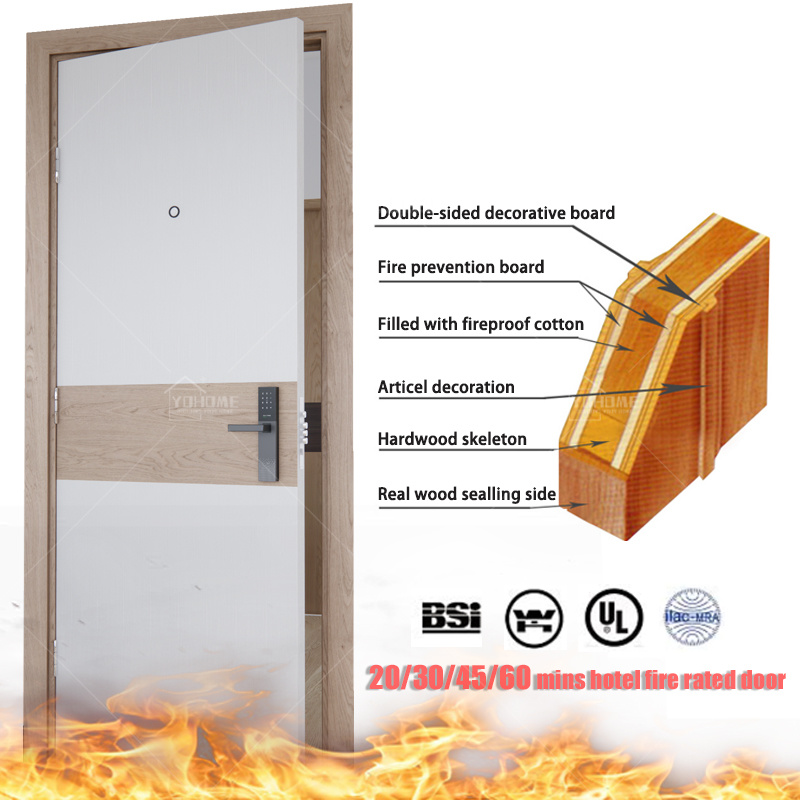 YOHOME
Double-sided decorative board
Fire prevention board
Filled with fireproof cotton
Articel decoration
Hardwood skeleton
Real wood sealling side
BSi
UL
ilac-MRA
20/30/45/60 mins hotel fire rated door